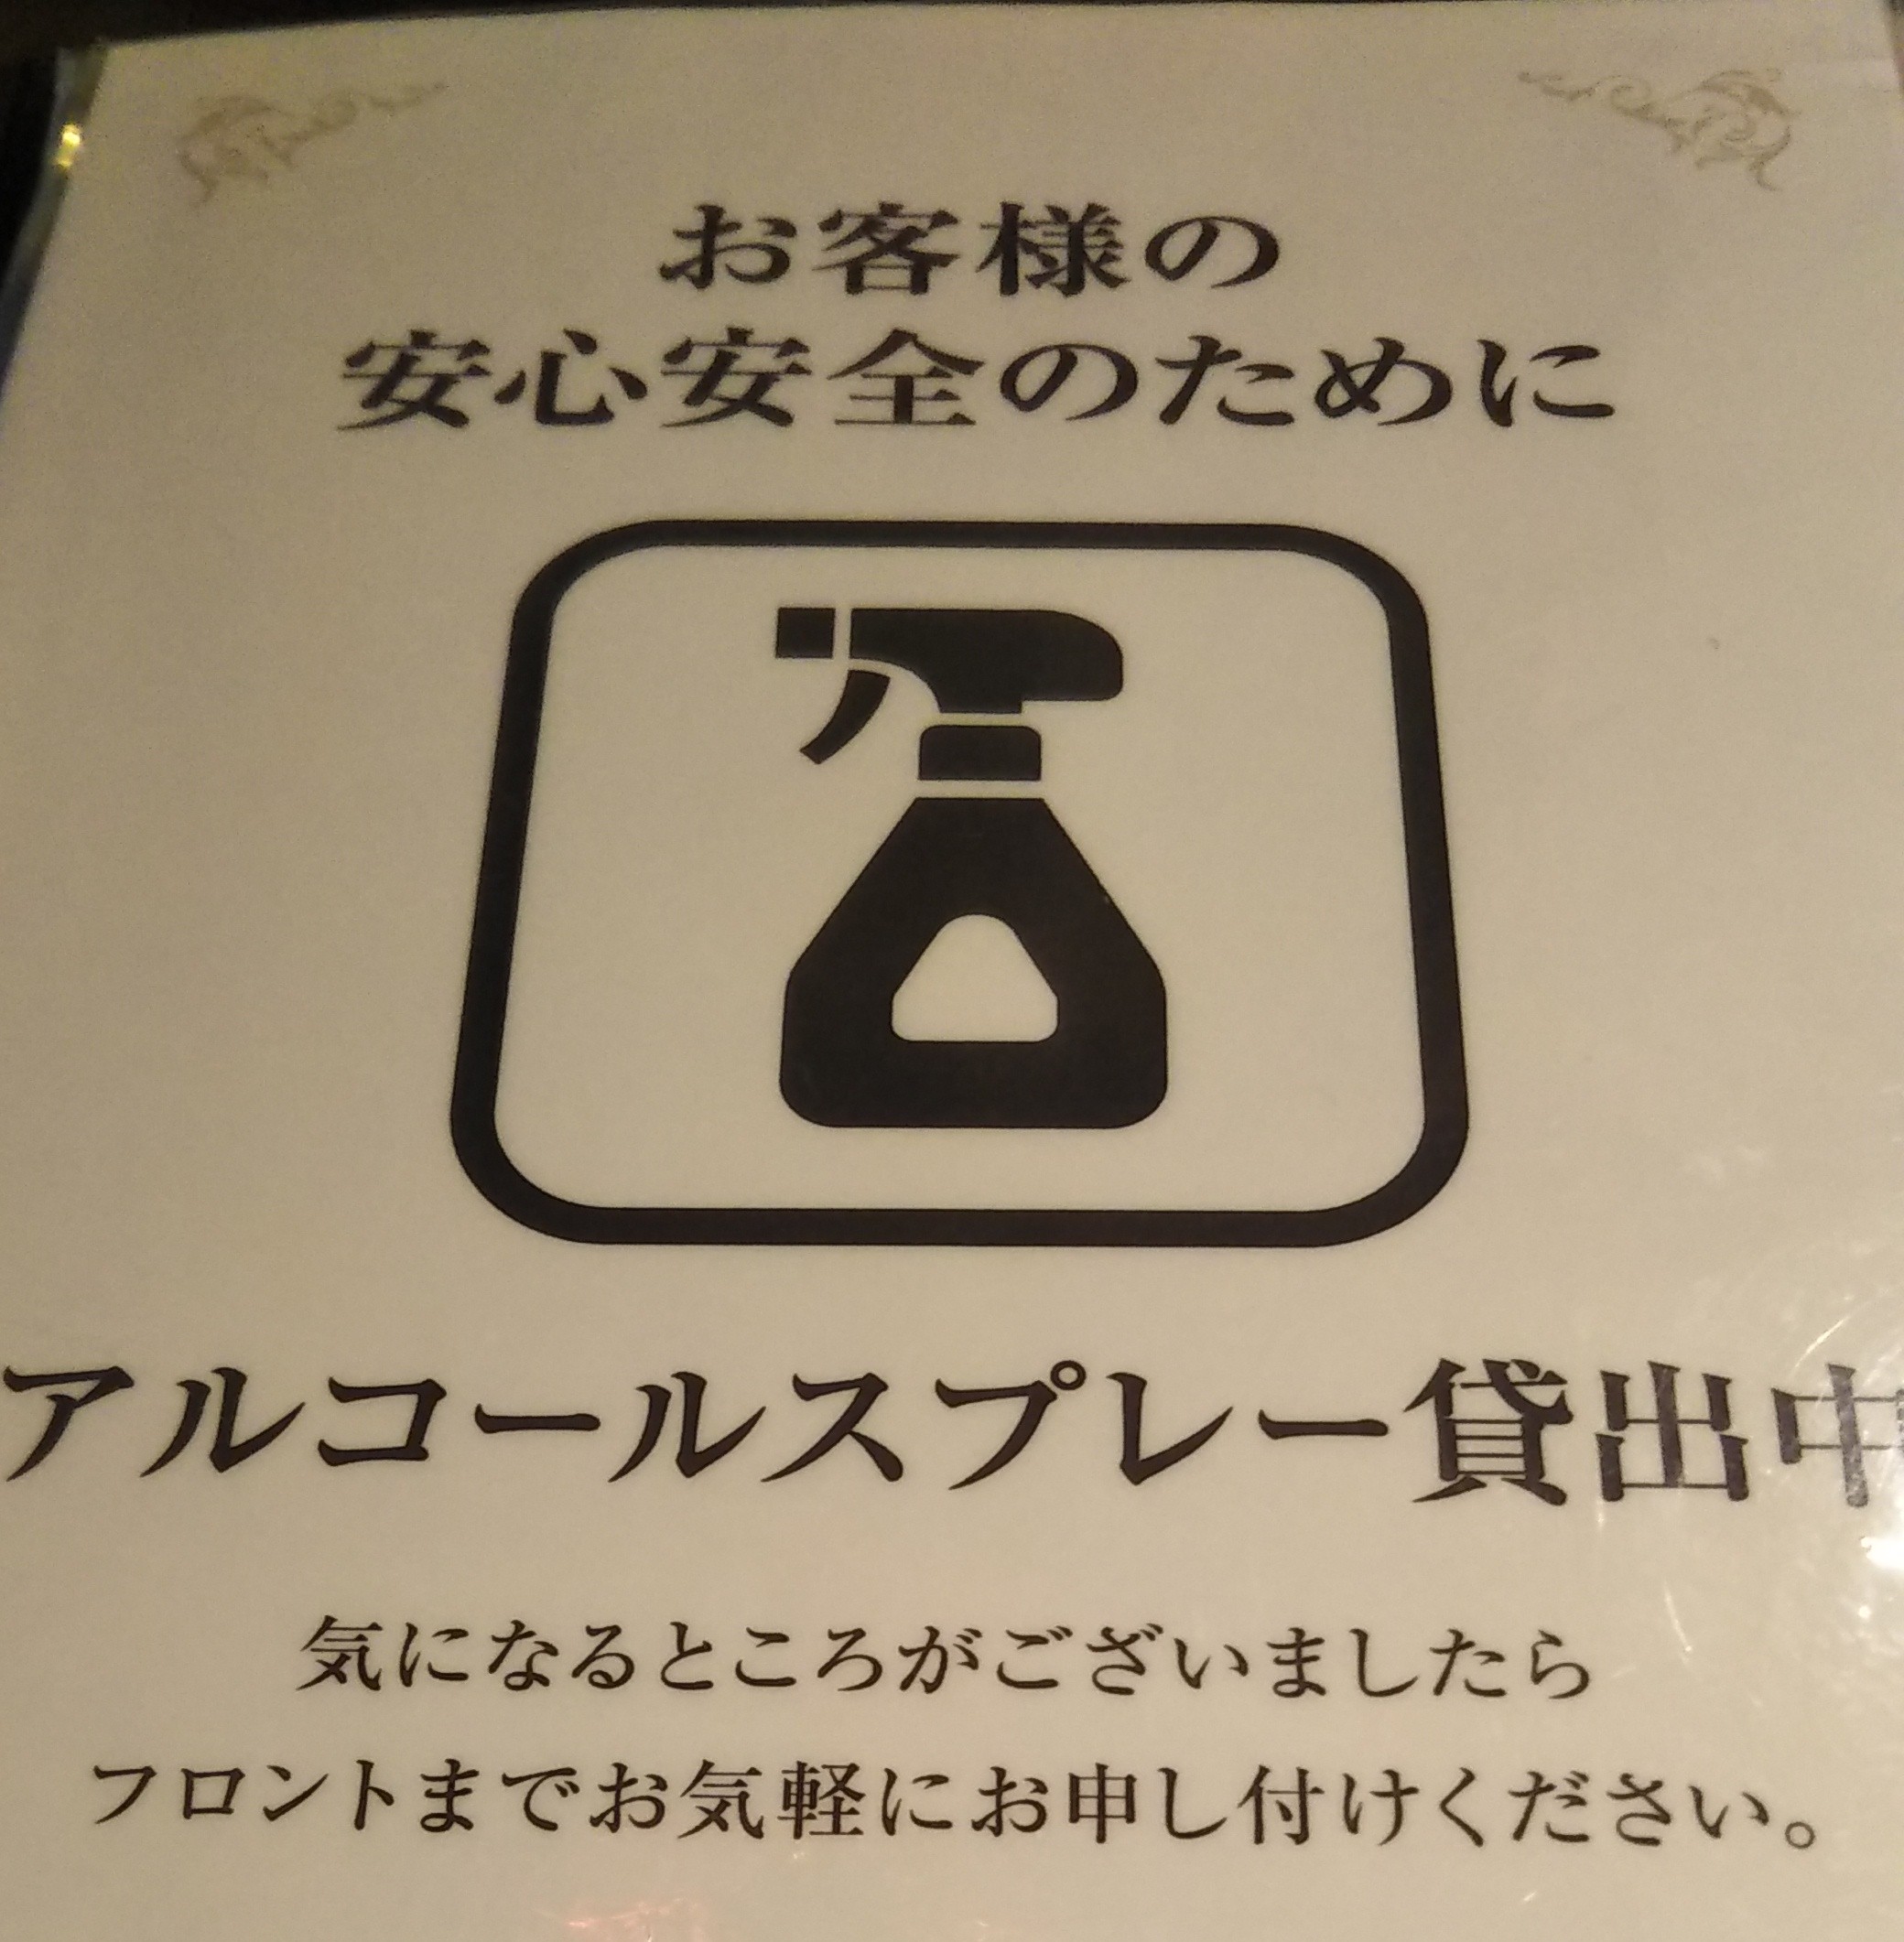 お客様の
安心安全のために
アルコールスプレー貸出中
気になるところがございましたら
フロントまでお気軽にお申し付けください。